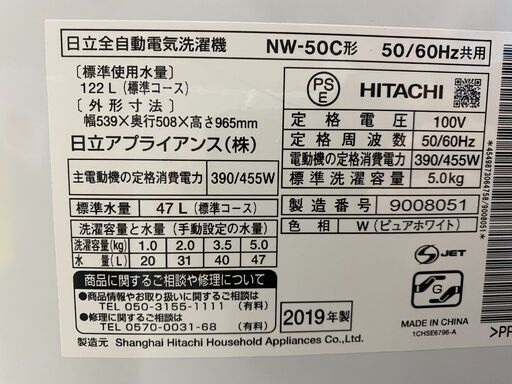 日立全自動電気洗濯機 NW-50C形 50/60Hz共用
〔標準使用水量〕
122L(標準コース)
〔外形寸法〕
幅539×奥行508×高さ965mm
日立アプライアンス(株)
主電動機の定格消費電力 390/455W
標準水量 47L(標準コース)
洗濯容量と水量(手動設定の水量)
洗濯容量(kg) 1.0 2.0 3.5 5.0
水量(L) 20 31 40 47
商品に関するご相談や修理について
●商品情報やお取り扱いに関するご相談
TEL 050-3155-1111 (有料)
●修理に関するご相談
TEL 0570-0031-68 (有料)
製造元 Shanghai Hitachi Household Appliances Co.,Ltd.
PS
E
HITACHI
定格電圧 100V
定格周波数 50/60Hz
電動機の定格消費電力 390/455W
標準洗濯容量 5.0kg
製造番号 9008051
色相 W(ピュアホワイト)
2019年製
S JET
G
MADE IN CHINA
1CHSE6796-A
>PP